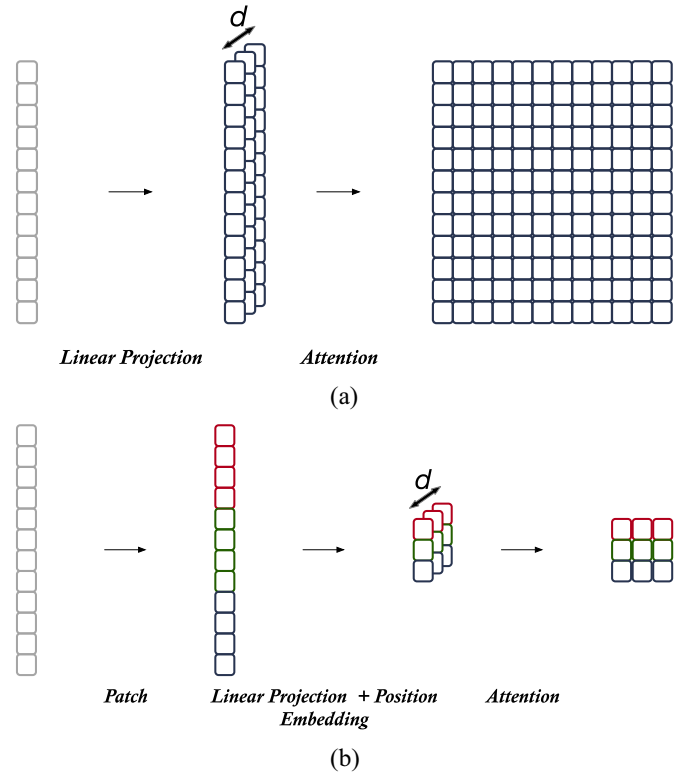 d
Linear Projection
Attention
(a)
d
Patch
Linear Projection + Position
Embedding
Attention
(b)